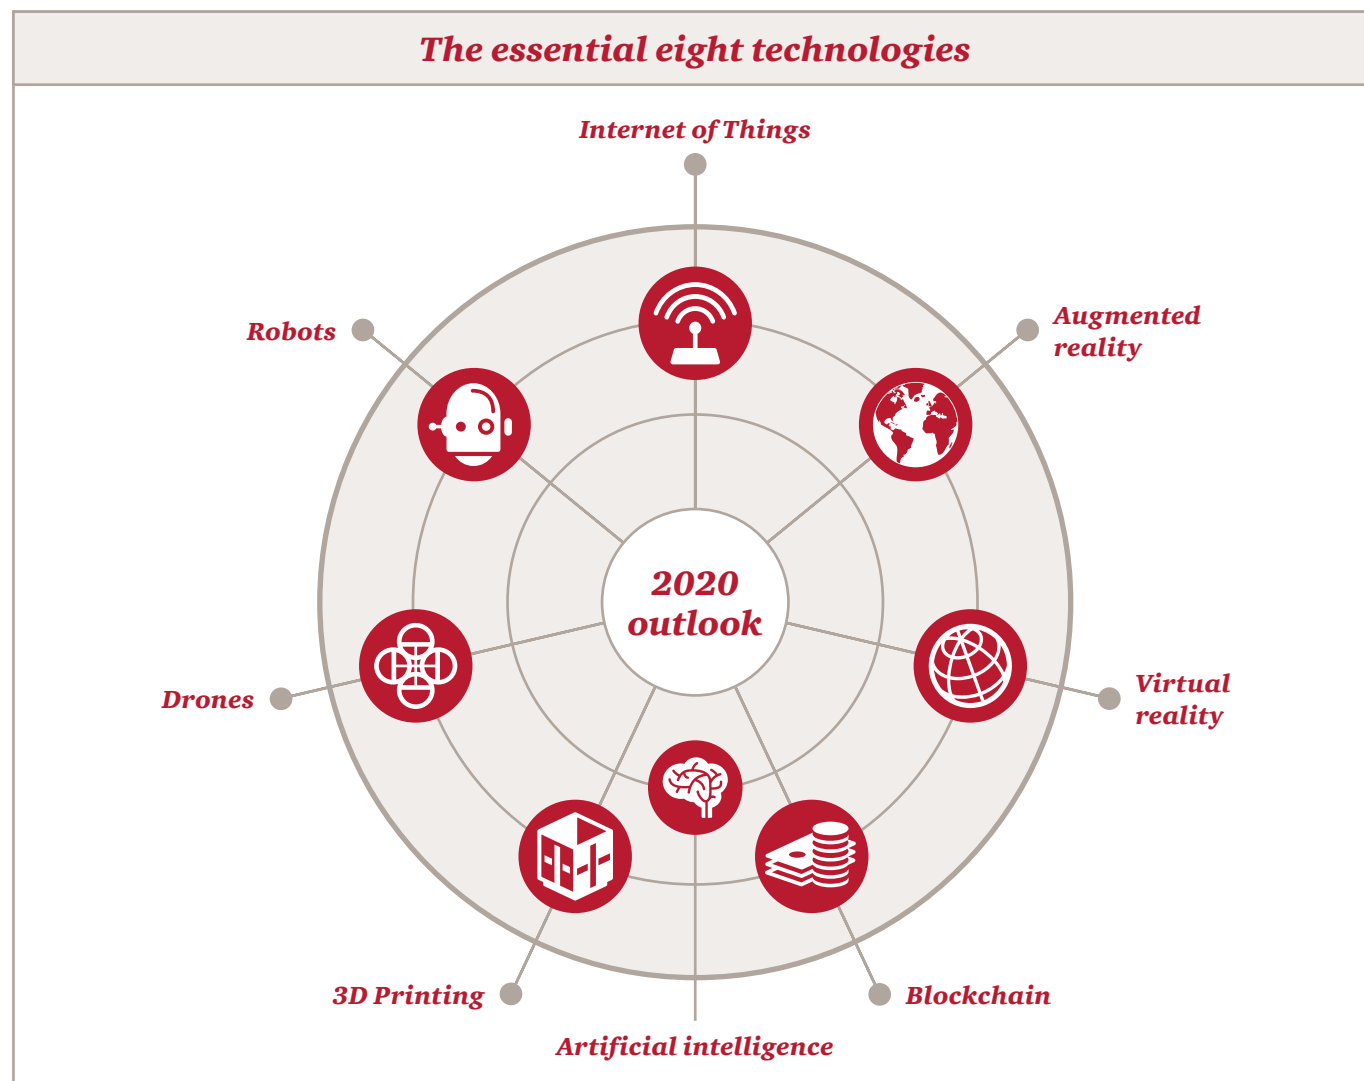 The essential eight technologies
Internet of Things
Augmented
reality
Robots
2020
outlook
Virtual
reality
Drones
3D Printing
Blockchain
Artificial intelligence